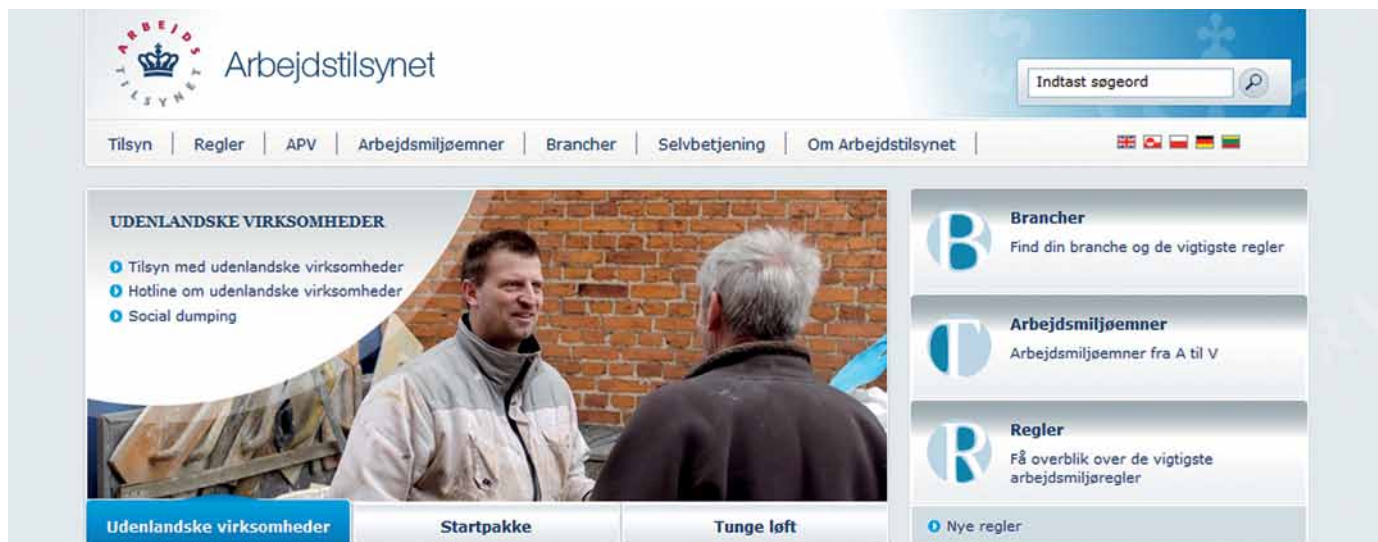 ARBEJDS
TILSYNET
Arbejdstilsynet
Indtast søgeord
Tilsyn | Regler | APV | Arbejdsmiljøemner | Brancher | Selvbetjening | Om Arbejdstilsynet |
UDENLANDSKE VIRKSOMHEDER
Tilsyn med udenlandske virksomheder
Hotline om udenlandske virksomheder
Social dumping
Udenlandske virksomheder
Startpakke
Tunge løft
B
Brancher
Find din branche og de vigtigste regler
T
Arbejdsmiljøemner
Arbejdsmiljøemner fra A til V
R
Regler
Få overblik over de vigtigste
arbejdsmiljøregler
Nye regler